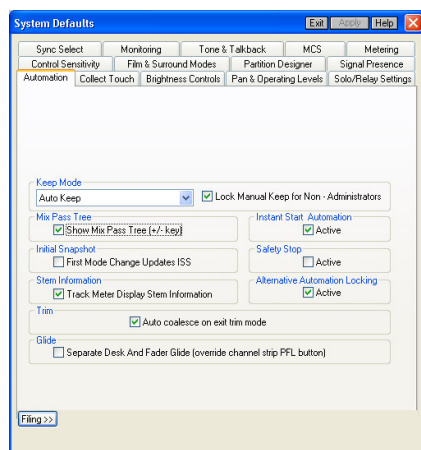 System Defaults Exit Apply Help
Sync Select Monitoring Tone & Talkback MCS Metering
Control Sensitivity Film & Surround Modes Partition Designer Signal Presence
Automation Collect Touch Brightness Controls Pan & Operating Levels Solo/Relay Settings
Keep Mode
Auto Keep Lock Manual Keep for Non - Administrators
Mix Pass Tree Instant Start Automation
Show Mix Pass Tree (+/- key) Active
Initial Snapshot Safety Stop
First Mode Change Updates ISS Active
Stem Information Alternative Automation Locking
Track Meter Display Stem Information Active
Trim
Auto coalesce on exit trim mode
Glide
Separate Desk And Fader Glide (override channel strip PFL button)
Filing >>